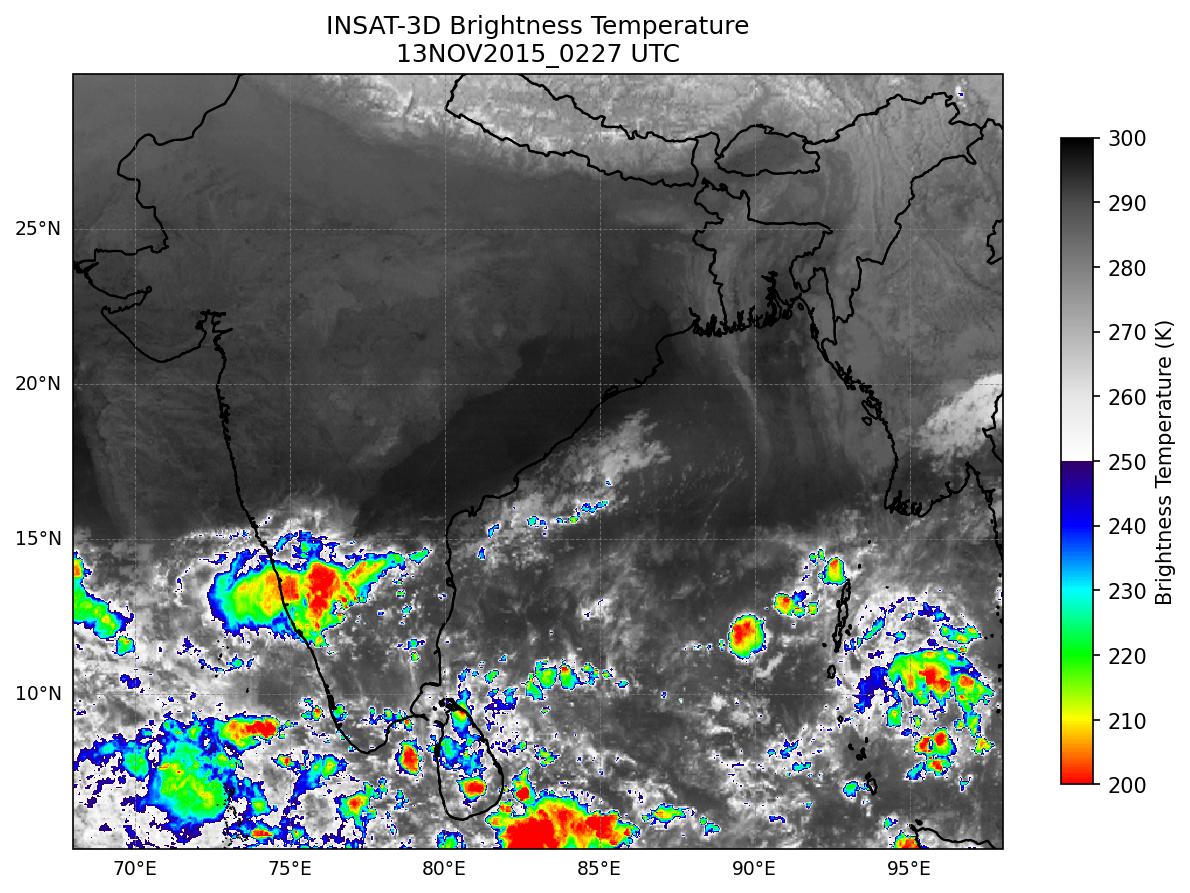 INSAT-3D Brightness Temperature
13NOV2015_0227 UTC
25°N
20°N
15°N
10°N
70°E
75°E
80°E
85°E
90°E
95°E
300
290
280
270
260
250
240
230
220
210
200
Brightness Temperature (K)